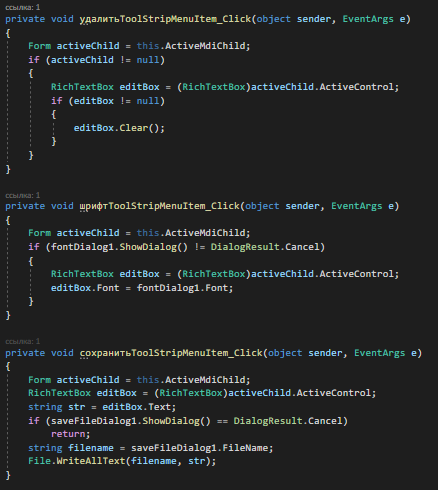 ссылка: 1
private void удалитьToolStripMenuItem_Click(object sender, EventArgs e)
{
Form activeChild = this.ActiveMdiChild;
if (activeChild != null)
{
RichTextBox editBox = (RichTextBox)activeChild.ActiveControl;
if (editBox != null)
{
editBox.Clear();
}
}
}
ссылка: 1
private void шрифтToolStripMenuItem_Click(object sender, EventArgs e)
{
Form activeChild = this.ActiveMdiChild;
if (fontDialog1.ShowDialog() != DialogResult.Cancel)
{
RichTextBox editBox = (RichTextBox)activeChild.ActiveControl;
editBox.Font = fontDialog1.Font;
}
}
ссылка: 1
private void сохранитьToolStripMenuItem_Click(object sender, EventArgs e)
{
Form activeChild = this.ActiveMdiChild;
RichTextBox editBox = (RichTextBox)activeChild.ActiveControl;
string str = editBox.Text;
if (saveFileDialog1.ShowDialog() == DialogResult.Cancel)
return;
string filename = saveFileDialog1.FileName;
File.WriteAllText(filename, str);
}